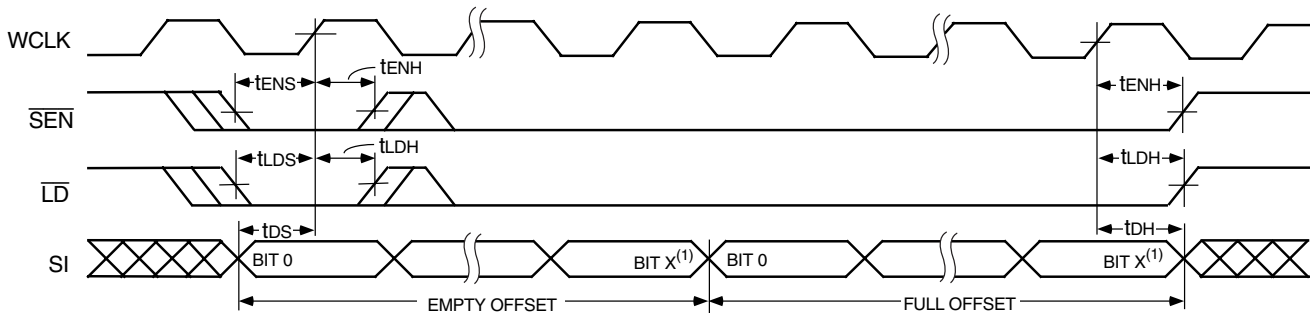 WCLK
tENH
tENS
tENH
SEN
tLDH
tLDS
tLDH
LD
tDS
tDH
SI
BIT 0
BIT X(1)
BIT 0
BIT X(1)
EMPTY OFFSET
FULL OFFSET